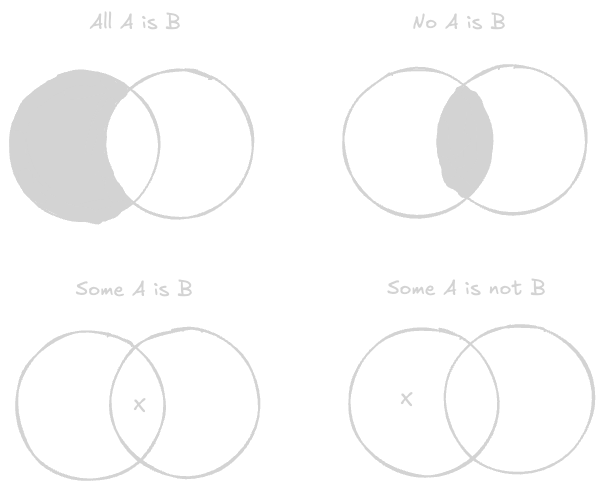 All A is B
No A is B
Some A is B
x
Some A is not B
x